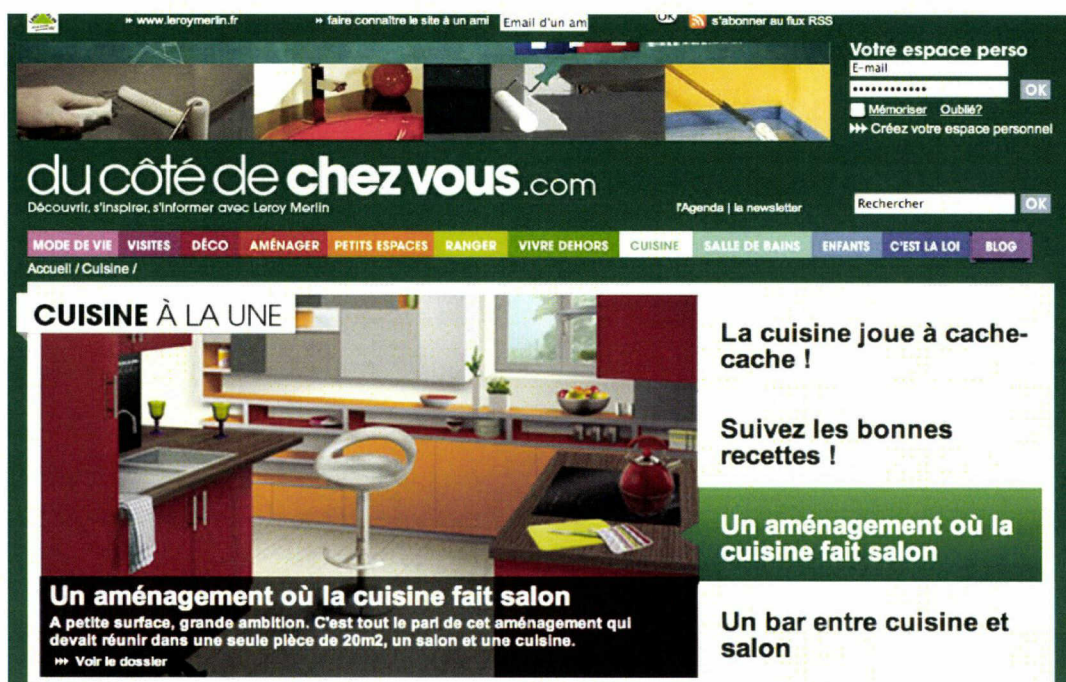 » www.leroymerlin.fr » faire connaître le site à un ami Email d'un am OK s'abonner au flux RSS
Votre espace perso
E-mail
•••••••••••• OK
Mémoriser Oublié?
»» Créez votre espace personnel
du côté de chez vous.com
Découvrir, s'inspirer, s'informer avec Leroy Merlin
l'Agenda | la newsletter
Rechercher OK
MODE DE VIE VISITES DÉCO AMÉNAGER PETITS ESPACES RANGER VIVRE DEHORS CUISINE SALLE DE BAINS ENFANTS C'EST LA LOI BLOG
Accueil / Cuisine /
CUISINE À LA UNE
La cuisine joue à cache-
cache !
Suivez les bonnes
recettes !
Un aménagement où la
cuisine fait salon
Un bar entre cuisine et
salon
Un aménagement où la cuisine fait salon
A petite surface, grande ambition. C'est tout le pari de cet aménagement qui
devait réunir dans une seule pièce de 20m2, un salon et une cuisine.
»» Voir le dossier